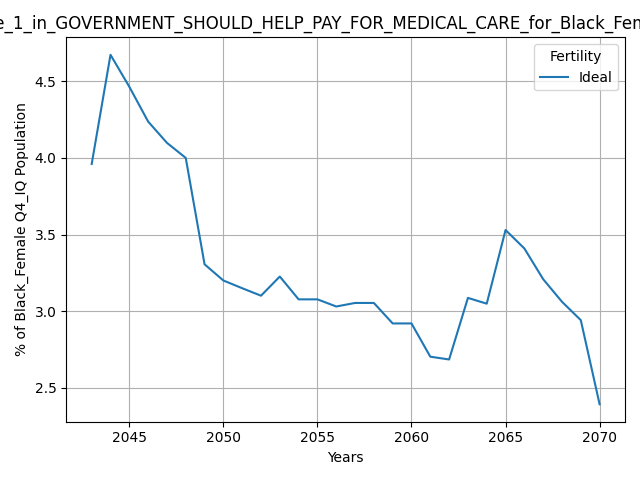 e_1_in_GOVERNMENT_SHOULD_HELP_PAY_FOR_MEDICAL_CARE_for_Black_Fem
Fertility
Ideal
% of Black_Female Q4_IQ Population
4.5
4.0
3.5
3.0
2.5
2045 2050 2055 2060 2065 2070
Years